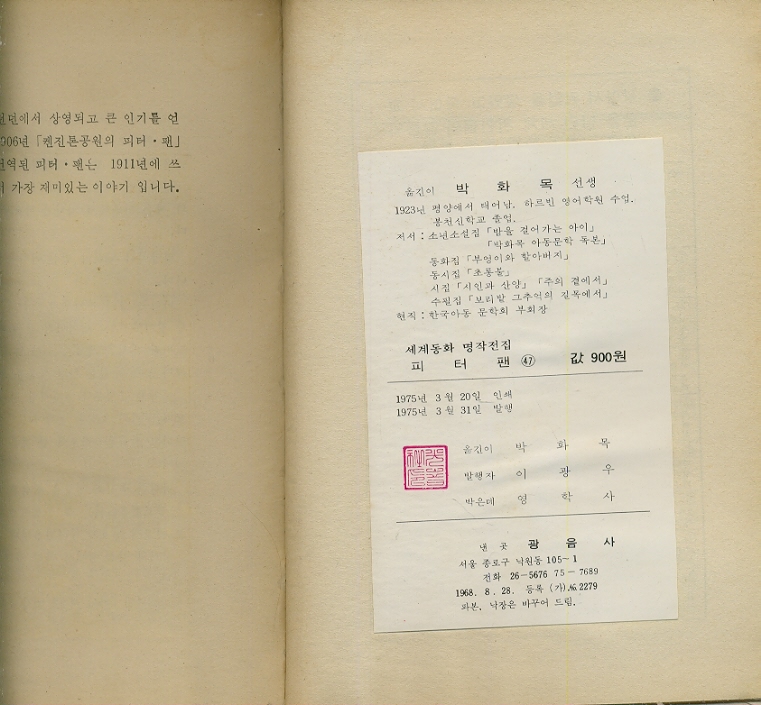 런던에서 상영되고 큰 인기를 얻
1906년 「켄진톤공원의 피터·팬」
번역된 피터·팬은 1911년에 쓰
가장 재미있는 이야기 입니다.
옮긴이 박화목 선생
1923년 평양에서 태어남. 하르빈 영어학원 수업.
봉천신학교 졸업.
저서 : 소년소설집 「밤을 걸어가는 아이」
「박화목 아동문학 독본」
동화집 「부엉이와 할아버지」
동시집 「초롱불」
시집 「시인과 산양」 「주의 곁에서」
수필집 「보리밭 그추억의 길목에서」
현직 : 한국아동 문학회 부회장
세계동화 명작전집
피터팬 ㊼ 값 900원
1975년 3월 20일 인쇄
1975년 3월 31일 발행
옮긴이 박화목
발행자 이광우
박은데 영학사
낸 곳 광음사
서울 종로구 낙원동 105~1
전화 26-5676 75-7689
1968. 8. 28. 등록 (가) №2279
파본, 낙장은 바꾸어 드림.